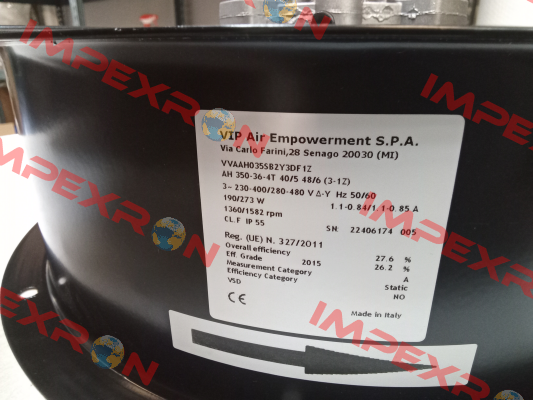 IMPEXRON
VIP Air Empowerment S.P.A.
Via Carlo Farini,28 Senago 20030 (MI)
VVAAH035SB2Y3DF1Z
AH 350-36-4T 40/5 48/6 (3-1Z)
3~ 230-400/280-480 V Δ-Y Hz 50/60
190/273 W 1.1-0.84/1.1-0.85 A
1360/1582 rpm
CL.F IP 55 SN: 22406174 005
Reg. (UE) N. 327/2011
Overall efficiency 27.6 %
Eff. Grade 2015 26.2 %
Measurement Category A
Efficiency Category Static
VSD NO
CE
Made in Italy
IMPEXRON
IMPEXRON
IMPEXRON